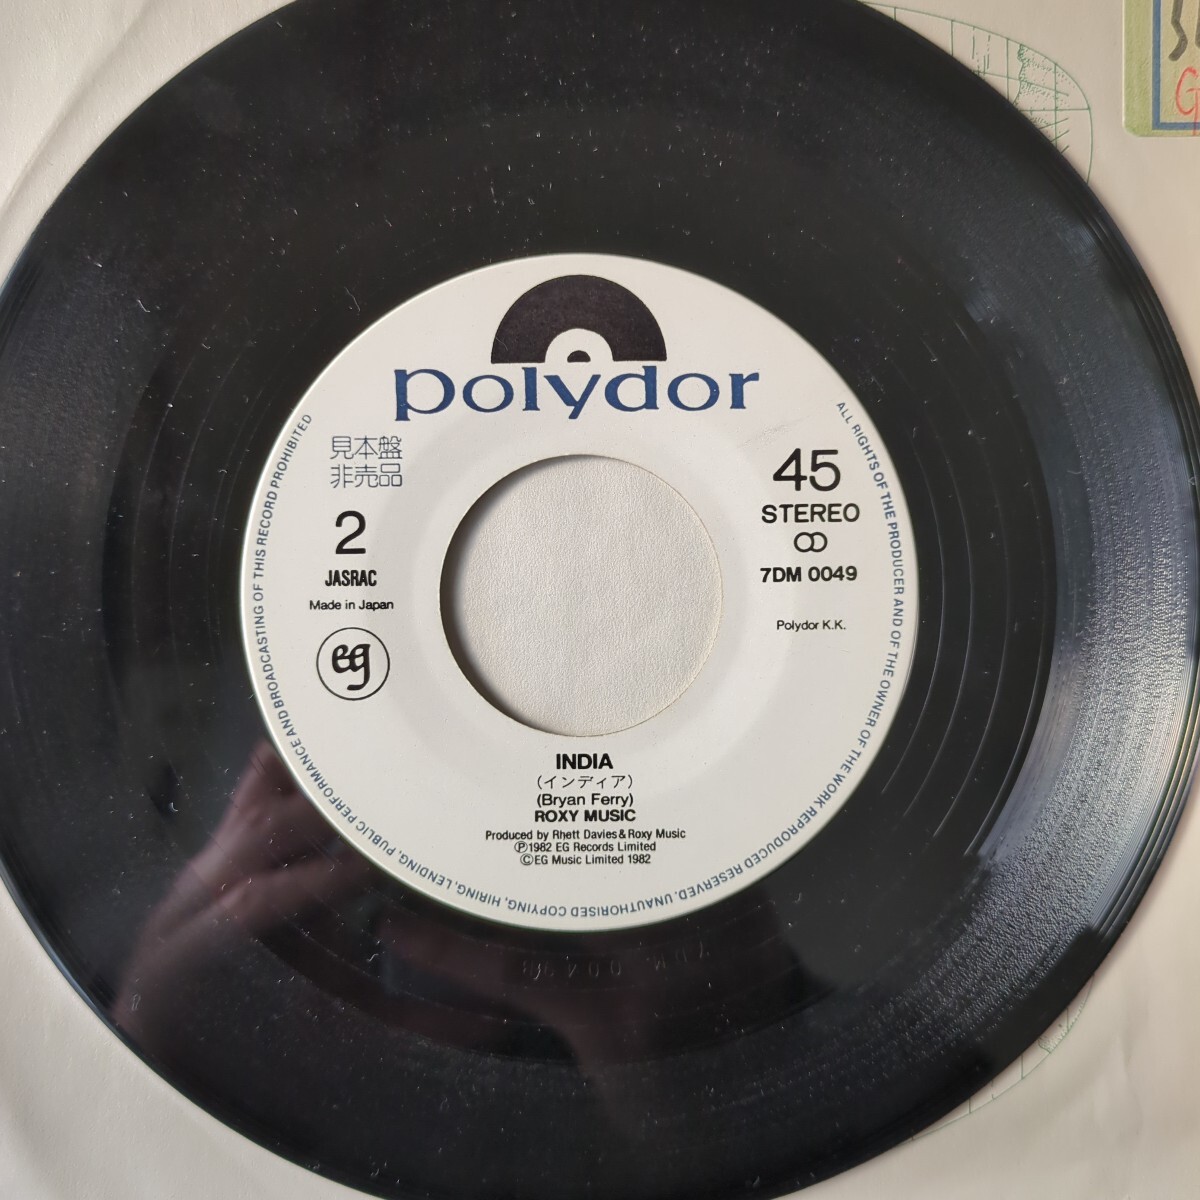 polydor
見本盤
非売品
2
JASRAC
Made in Japan
eg
45
STEREO
7DM 0049
Polydor K.K.
INDIA
(インディア)
(Bryan Ferry)
ROXY MUSIC
Produced by Rhett Davies & Roxy Music
Ⓟ1982 EG Records Limited
ⒸEG Music Limited 1982
ALL RIGHTS OF THE PRODUCER AND OF THE OWNER OF THE WORK REPRODUCED RESERVED. UNAUTHORISED COPYING, HIRING, LENDING, PUBLIC PERFORMANCE AND BROADCASTING OF THIS RECORD PROHIBITED